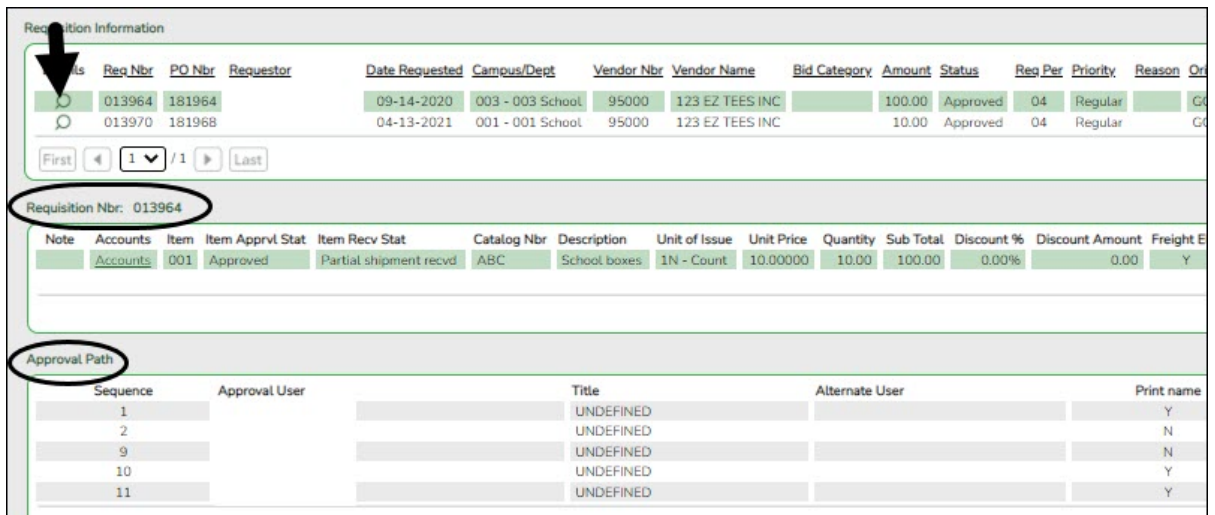 Requisition Information
Req Nbr PO Nbr Requestor Date Requested Campus/Dept Vendor Nbr Vendor Name Bid Category Amount Status Req Per Priority Reason
013964 181964 09-14-2020 003 - 003 School 95000 123 EZ TEES INC 100.00 Approved 04 Regular
013970 181968 04-13-2021 001 - 001 School 95000 123 EZ TEES INC 10.00 Approved 04 Regular
First 1 / 1 Last
Requisition Nbr: 013964
Note Accounts Item Item Apprvl Stat Item Recv Stat Catalog Nbr Description Unit of Issue Unit Price Quantity Sub Total Discount % Discount Amount Freight
Accounts 001 Approved Partial shipment recvd ABC School boxes 1N - Count 10.00000 10.00 100.00 0.00% 0.00 Y
Approval Path
Sequence Approval User Title Alternate User Print name
1 UNDEFINED Y
2 UNDEFINED N
9 UNDEFINED N
10 UNDEFINED Y
11 UNDEFINED Y